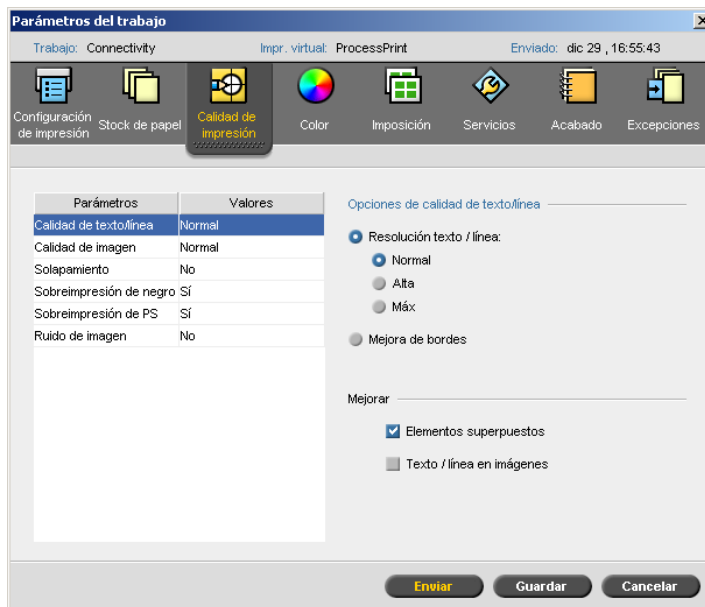 Parámetros del trabajo
Trabajo: Connectivity Impr. virtual: ProcessPrint Enviado: dic 29 , 16:55:43
Configuración de impresión
Stock de papel
Calidad de impresión
Color
Imposición
Servicios
Acabado
Excepciones
Parámetros Valores
Calidad de texto/línea Normal
Calidad de imagen Normal
Solapamiento No
Sobreimpresión de negro Sí
Sobreimpresión de PS Sí
Ruido de imagen No
Opciones de calidad de texto/línea
Resolución texto / línea:
Normal
Alta
Máx
Mejora de bordes
Mejorar
Elementos superpuestos
Texto / línea en imágenes
Enviar Guardar Cancelar